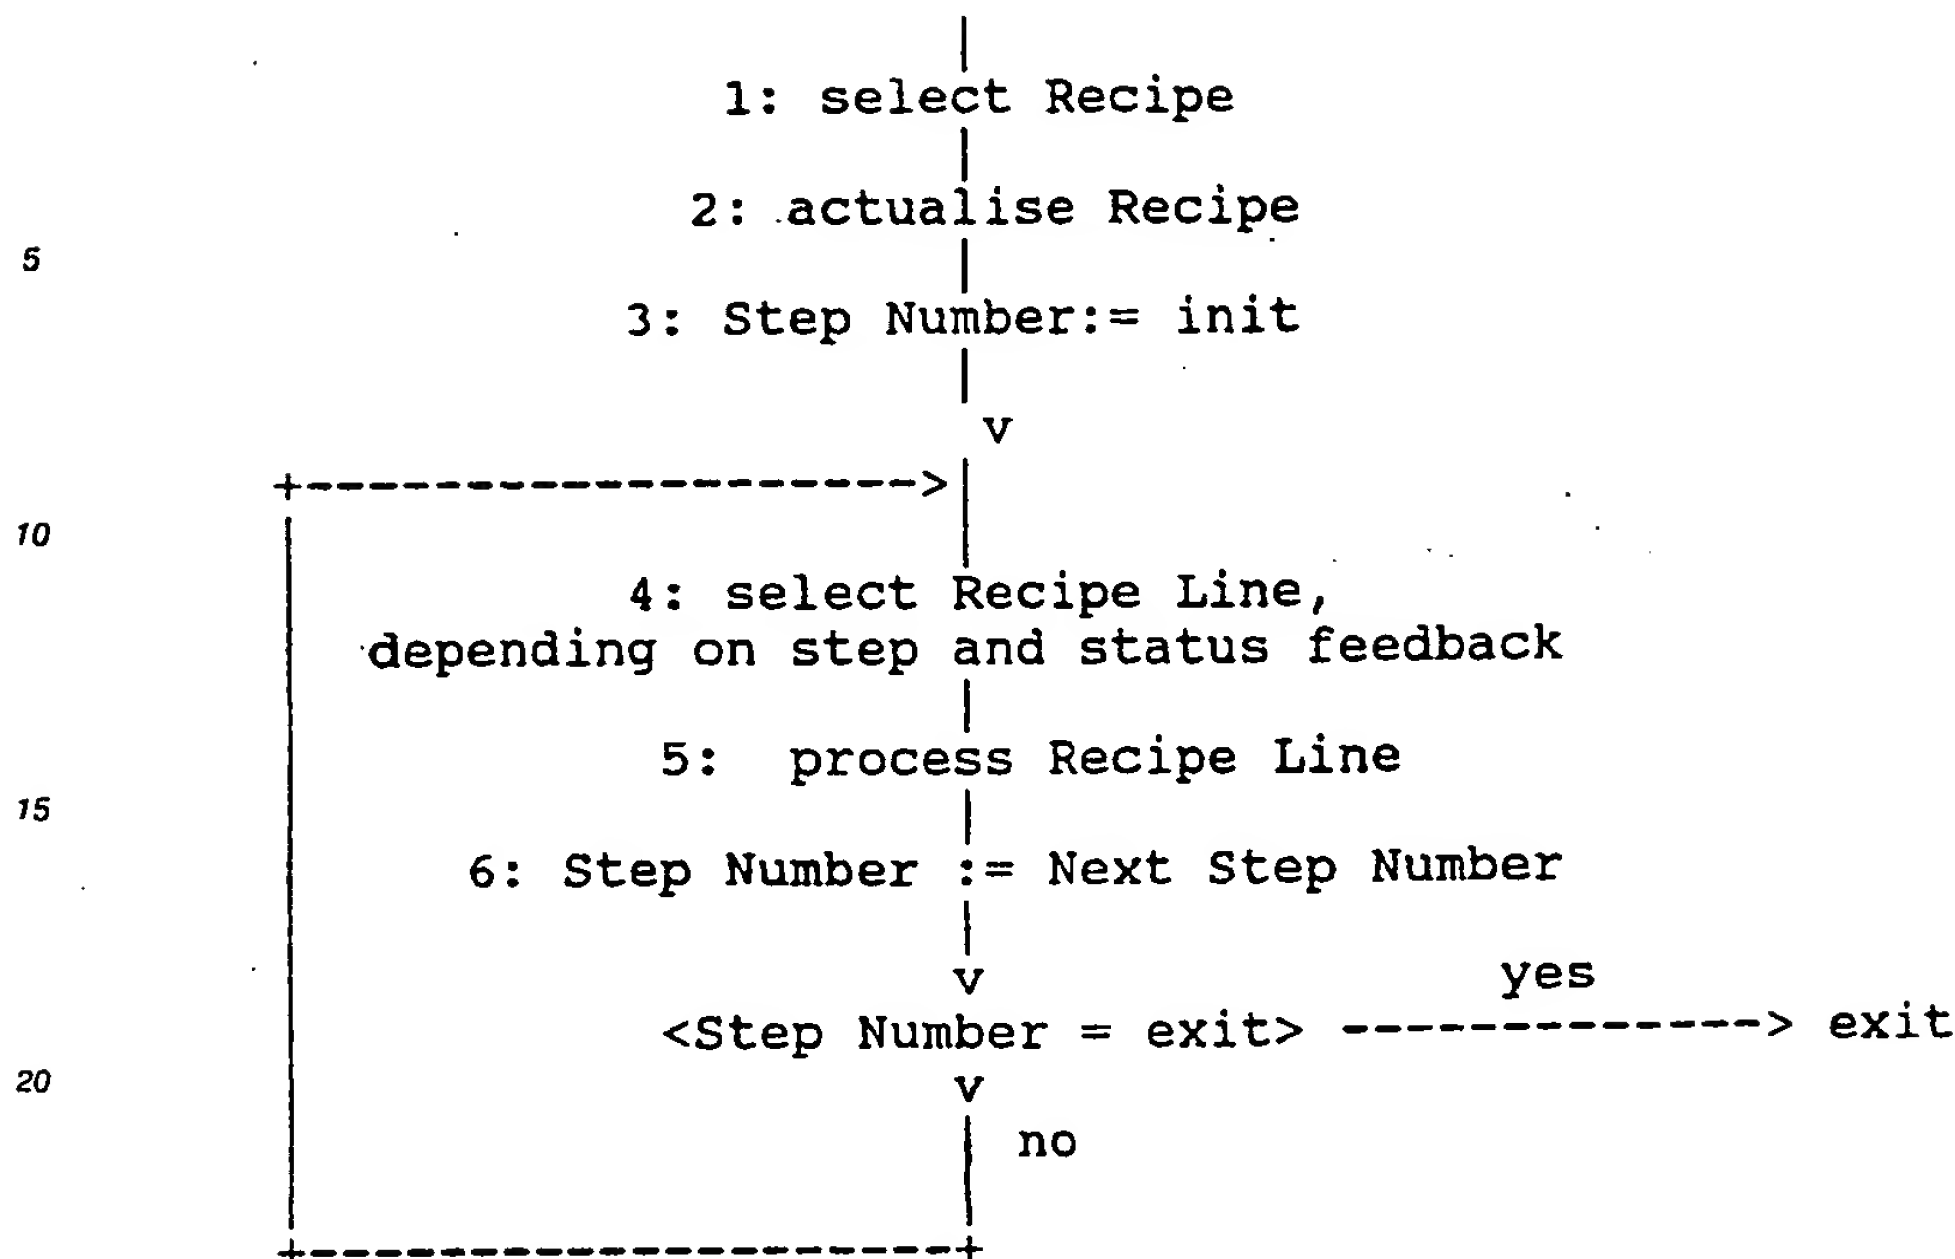 1: select Recipe
2: actualise Recipe
5
3: Step Number:= init
v
+-------------------->
10
4: select Recipe Line,
depending on step and status feedback
5: process Recipe Line
15
6: Step Number := Next Step Number
v
yes
<Step Number = exit> --------------> exit
20
v
no
+---------------------+